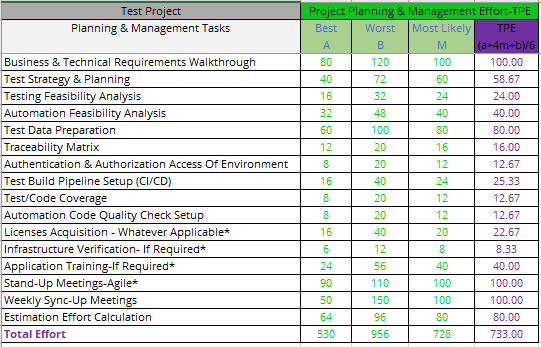 Test Project Project Planning & Management Effort-TPE
Planning & Management Tasks Best Worst Most Likely TPE
A B M (a+4m+b)/6
Business & Technical Requirements Walkthrough 80 120 100 100.00
Test Strategy & Planning 40 72 60 58.67
Testing Feasibility Analysis 16 32 24 24.00
Automation Feasibility Analysis 32 48 40 40.00
Test Data Preparation 60 100 80 80.00
Traceability Matrix 12 20 16 16.00
Authentication & Authorization Access Of Environment 8 20 12 12.67
Test Build Pipeline Setup (CI/CD) 16 40 24 25.33
Test/Code Coverage 8 20 12 12.67
Automation Code Quality Check Setup 8 20 12 12.67
Licenses Acquisition - Whatever Applicable* 16 40 20 22.67
Infrastructure Verification- If Required* 6 12 8 8.33
Application Training-If Required* 24 56 40 40.00
Stand-Up Meetings-Agile* 90 110 100 100.00
Weekly Sync-Up Meetings 50 150 100 100.00
Estimation Effort Calculation 64 96 80 80.00
Total Effort 530 956 728 733.00